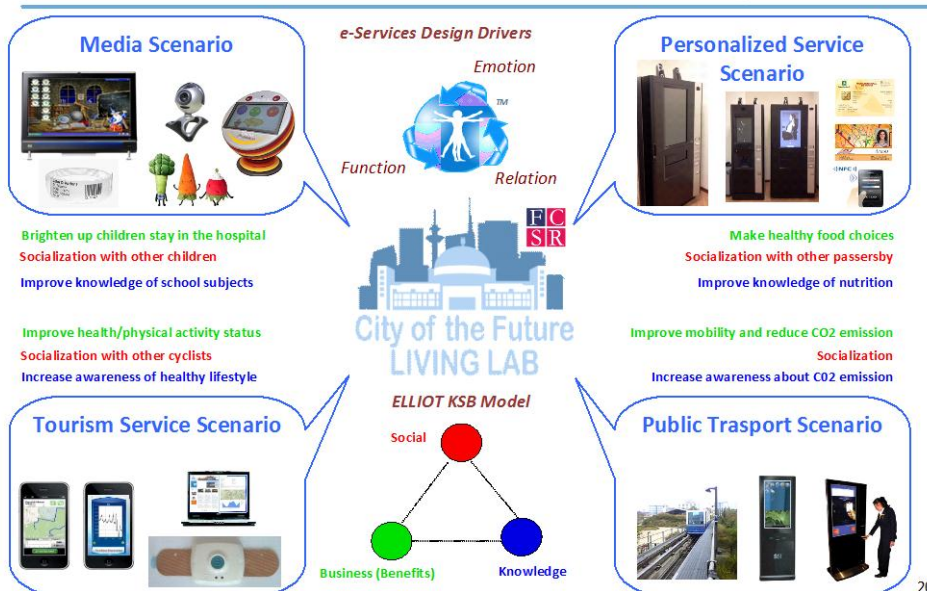 Media Scenario
e-Services Design Drivers
Emotion
TM
Function
Relation
Personalized Service
Scenario
NFC
Brighten up children stay in the hospital
Socialization with other children
Improve knowledge of school subjects
F C
S R
Make healthy food choices
Socialization with other passersby
Improve knowledge of nutrition
Improve health/physical activity status
Socialization with other cyclists
Increase awareness of healthy lifestyle
City of the Future
LIVING LAB
Improve mobility and reduce CO2 emission
Socialization
Increase awareness about C02 emission
Tourism Service Scenario
ELLIOT KSB Model
Social
Business (Benefits)
Knowledge
Public Trasport Scenario
20